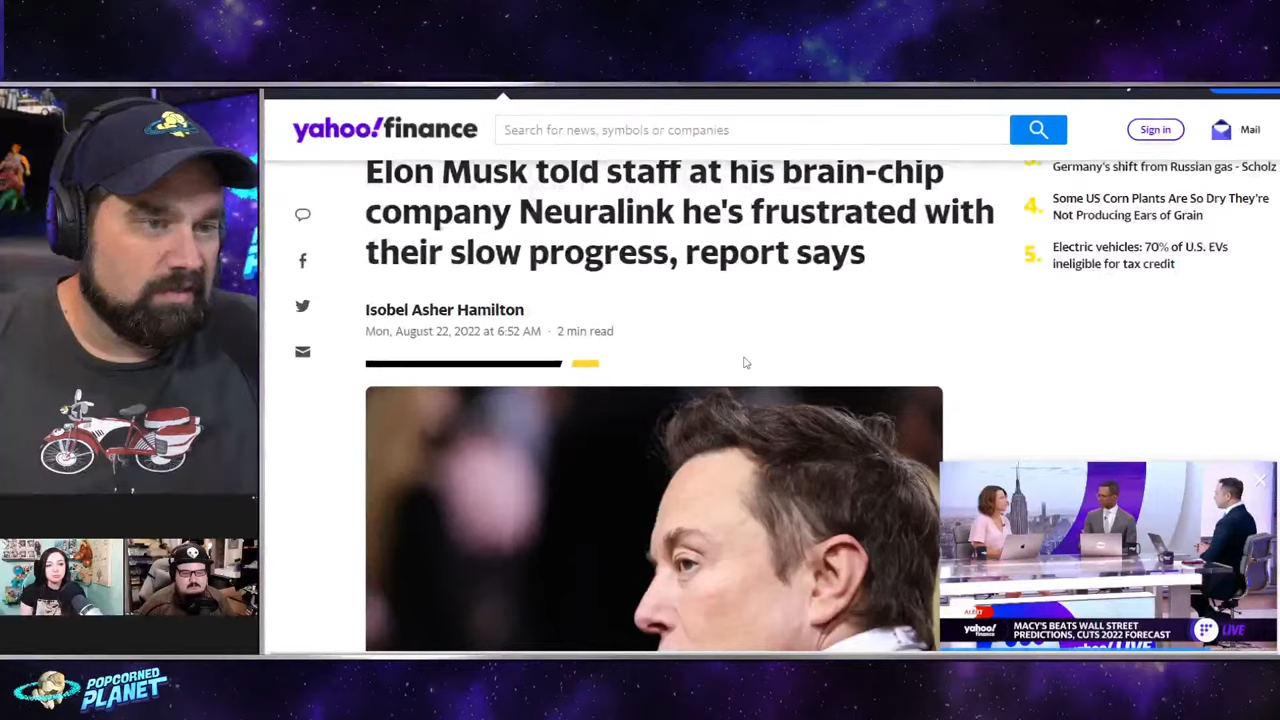 yahoo!finance
Search for news, symbols or companies
Sign in
Mail
Elon Musk told staff at his brain-chip
company Neuralink he's frustrated with
their slow progress, report says
Isobel Asher Hamilton
Mon, August 22, 2022 at 6:52 AM · 2 min read
Germany's shift from Russian gas - Scholz
4. Some US Corn Plants Are So Dry They're
Not Producing Ears of Grain
5. Electric vehicles: 70% of U.S. EVs
ineligible for tax credit
ALERT
yahoo!
finance
MACY'S BEATS WALL STREET
PREDICTIONS, CUTS 2022 FORECAST
LIVE
POPCORNED
PLANET